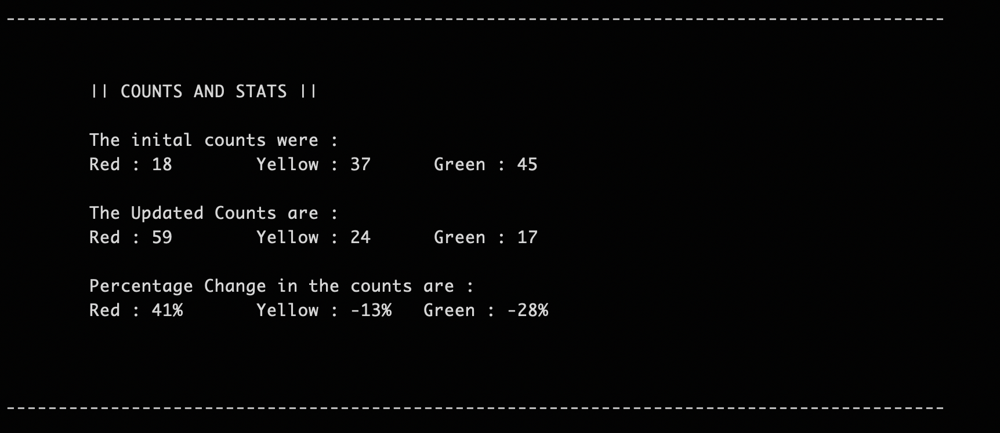 ------------------------------------------------------------------------------------------
|| COUNTS AND STATS ||
The inital counts were :
Red : 18        Yellow : 37      Green : 45
The Updated Counts are :
Red : 59        Yellow : 24      Green : 17
Percentage Change in the counts are :
Red : 41%       Yellow : -13%   Green : -28%
------------------------------------------------------------------------------------------